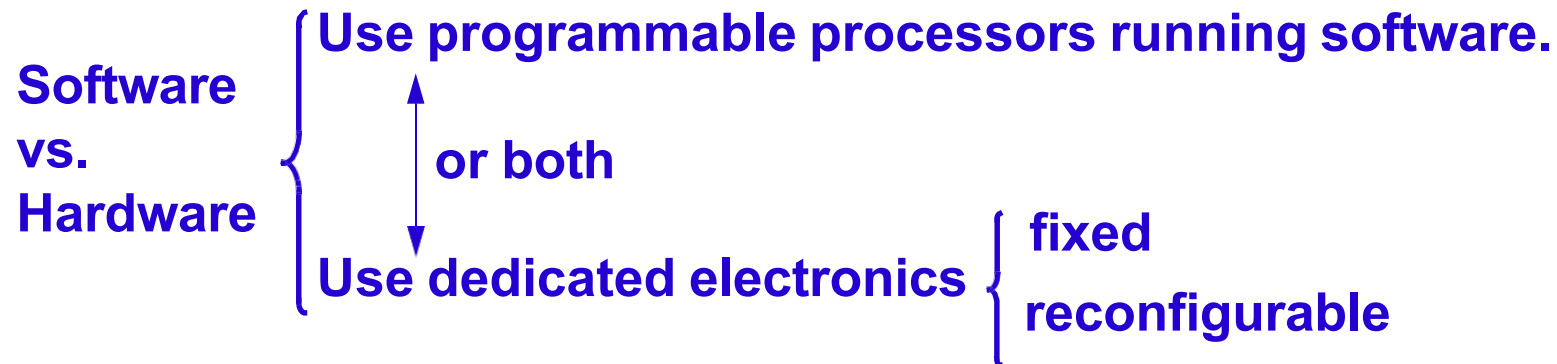 Software
vs.
Hardware
Use programmable processors running software.
or both
Use dedicated electronics
fixed
reconfigurable